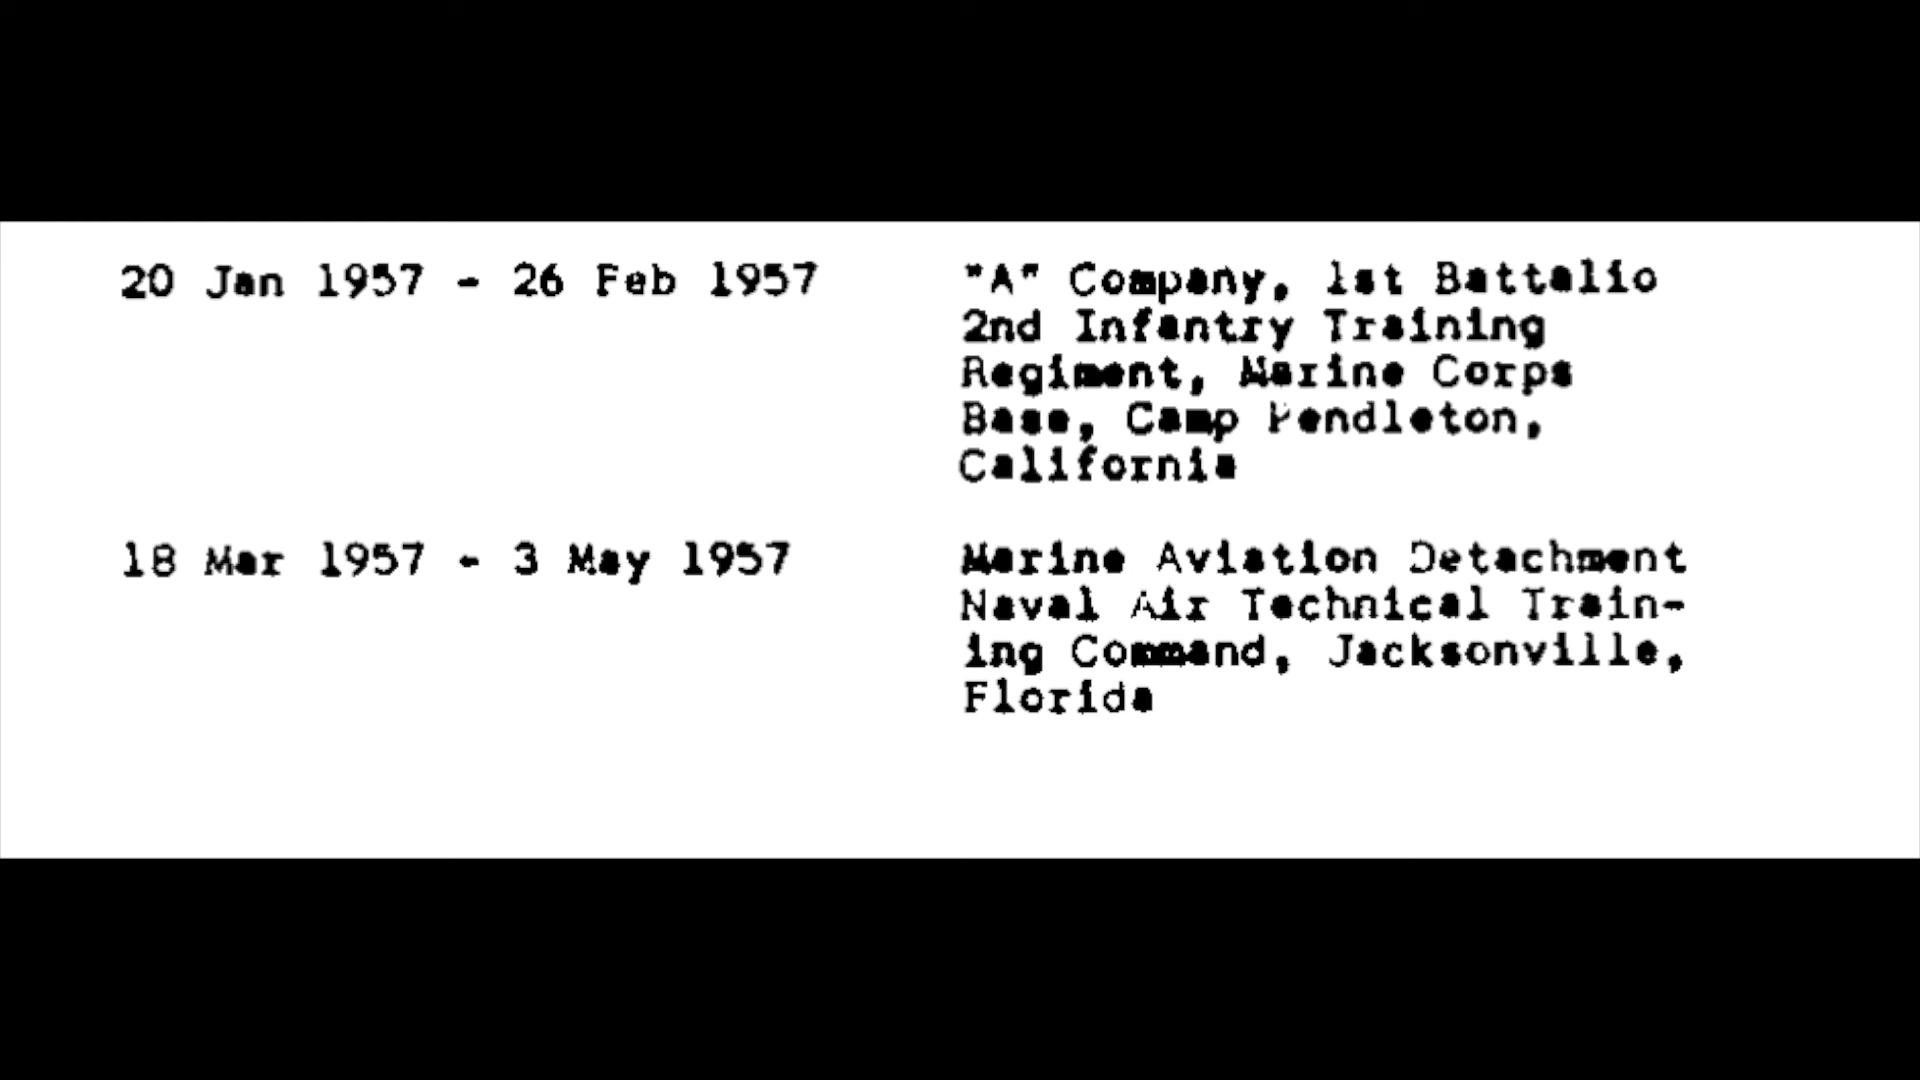 20 Jan 1957 - 26 Feb 1957 "A" Company, 1st Battalio
2nd Infantry Training
Regiment, Marine Corps
Base, Camp Pendleton,
California
18 Mar 1957 - 3 May 1957 Marine Aviation Detachment
Naval Air Technical Train-
ing Command, Jacksonville,
Florida